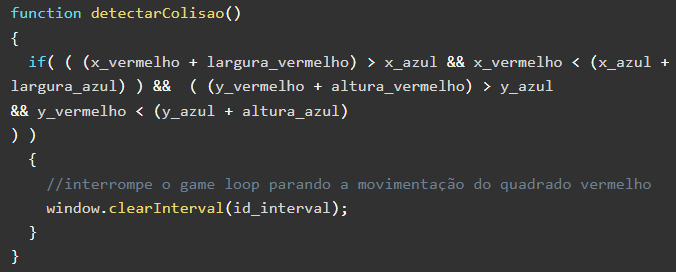 function detectarColisao()
{
if( ( (x_vermelho + largura_vermelho) > x_azul && x_vermelho < (x_azul +
largura_azul) ) &&  ( (y_vermelho + altura_vermelho) > y_azul
&& y_vermelho < (y_azul + altura_azul)
) )
{
//interrompe o game loop parando a movimentação do quadrado vermelho
window.clearInterval(id_interval);
}
}